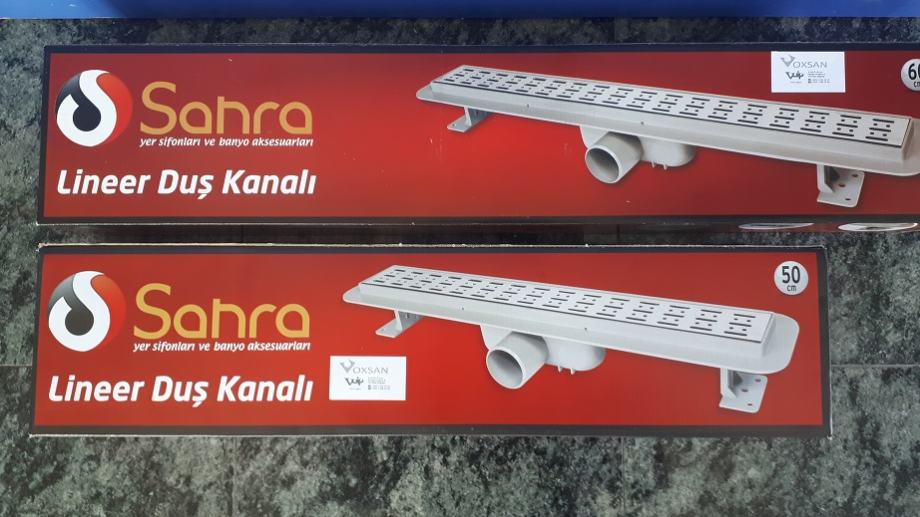 Sahra
yer sifonları ve banyo aksesuarları
Lineer Duş Kanalı
VOXSAN
60
cm
Sahra
yer sifonları ve banyo aksesuarları
Lineer Duş Kanalı
VOXSAN
50
cm